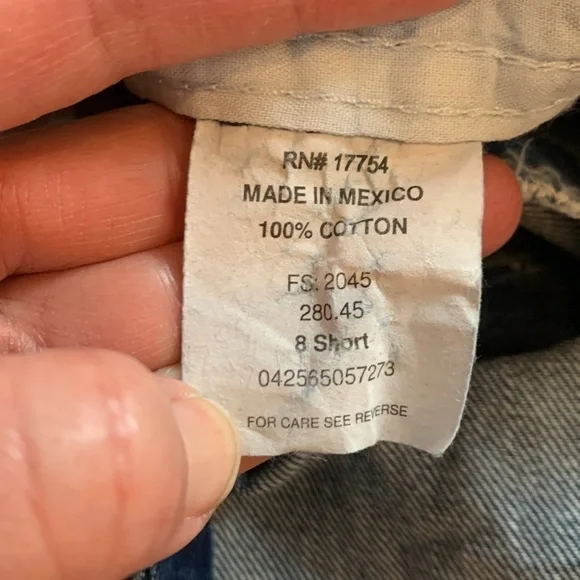 RN# 17754
MADE IN MEXICO
100% COTTON
FS: 2045
280.45
8 Short
042565057273
FOR CARE SEE REVERSE